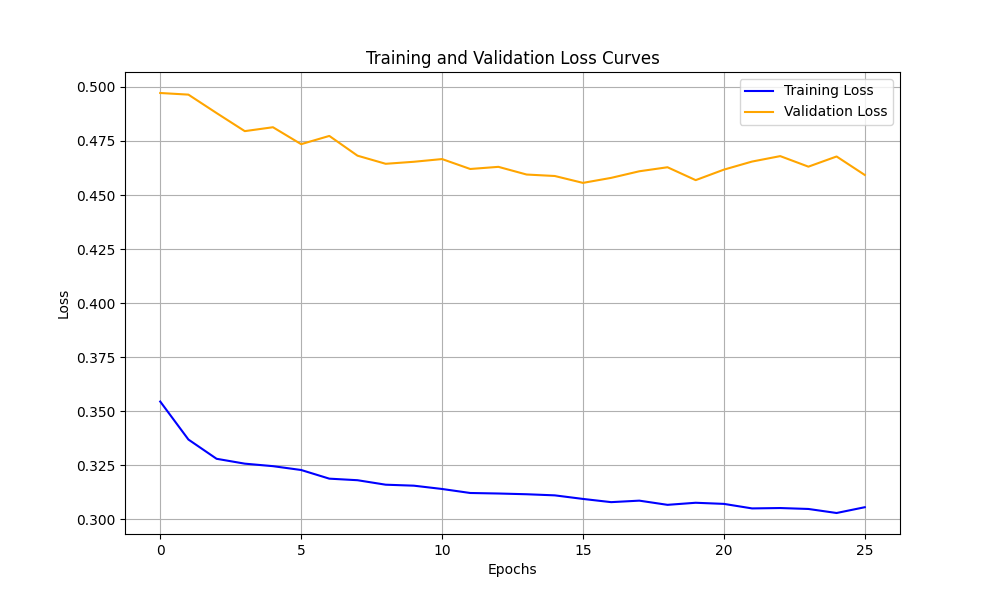 Training and Validation Loss Curves
Training Loss
Validation Loss
0.500
0.475
0.450
0.425
0.400
0.375
0.350
0.325
0.300
Loss
0 5 10 15 20 25
Epochs